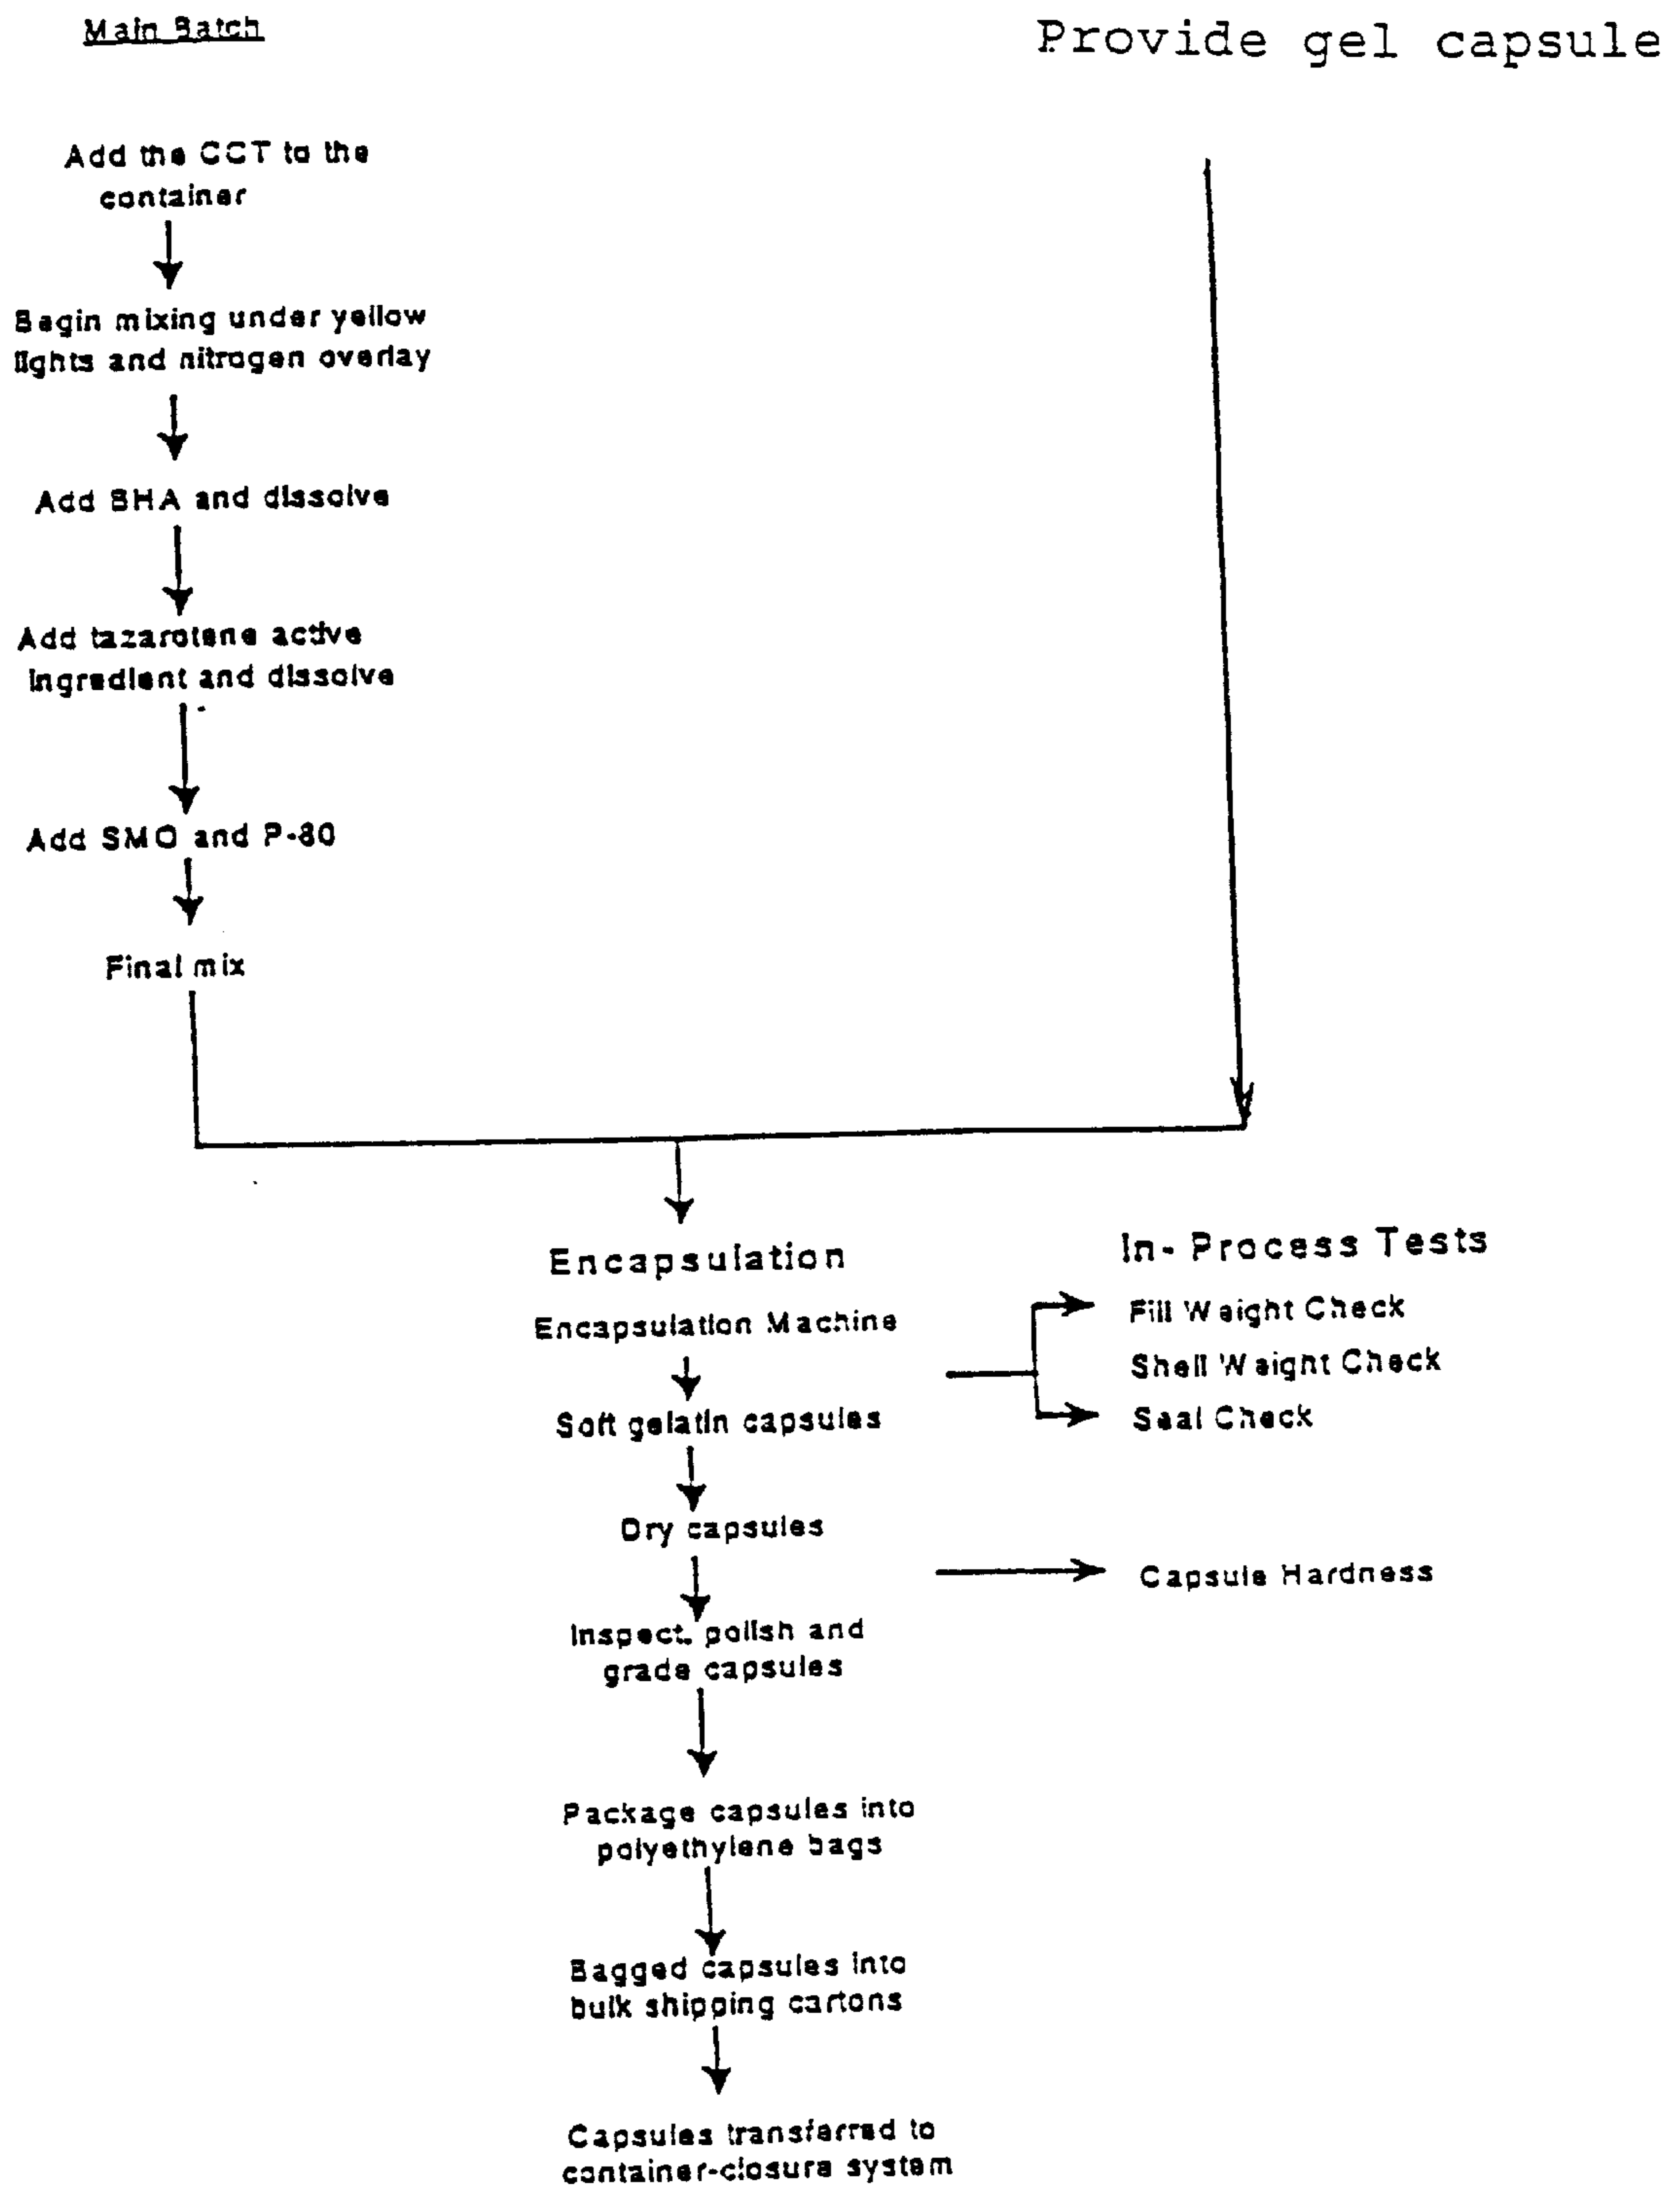 Main Batch
Provide gel capsule
Add the CCT to the
container
Begin mixing under yellow
lights and nitrogen overlay
Add BHA and dissolve
Add tazarotene active
ingredient and dissolve
Add SMO and P-80
Final mix
Encapsulation
In-Process Tests
Encapsulation Machine
Fill Weight Check
Shell Weight Check
Soft gelatin capsules
Seal Check
Dry capsules
Capsule Hardness
Inspect, polish and
grade capsules
Package capsules into
polyethylene bags
Bagged capsules into
bulk shipping cartons
Capsules transferred to
container-closure system